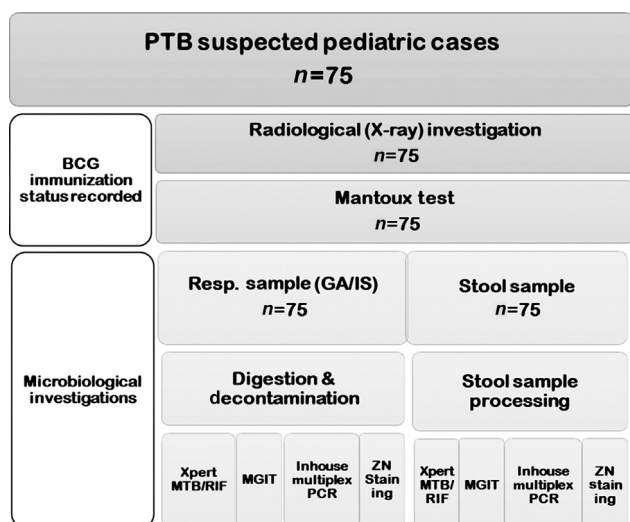 PTB suspected pediatric cases
n=75
BCG
immunization
status recorded
Radiological (X-ray) investigation
n=75
Mantoux test
n=75
Microbiological
investigations
Resp. sample (GA/IS)
n=75
Stool sample
n=75
Digestion &
decontamination
Stool sample
processing
Xpert
MTB/RIF
MGIT
Inhouse
multiplex
PCR
ZN
Stain
ing
Xpert
MTB/
RIF
MGIT
Inhouse
multiplex
PCR
ZN
Stain
ing